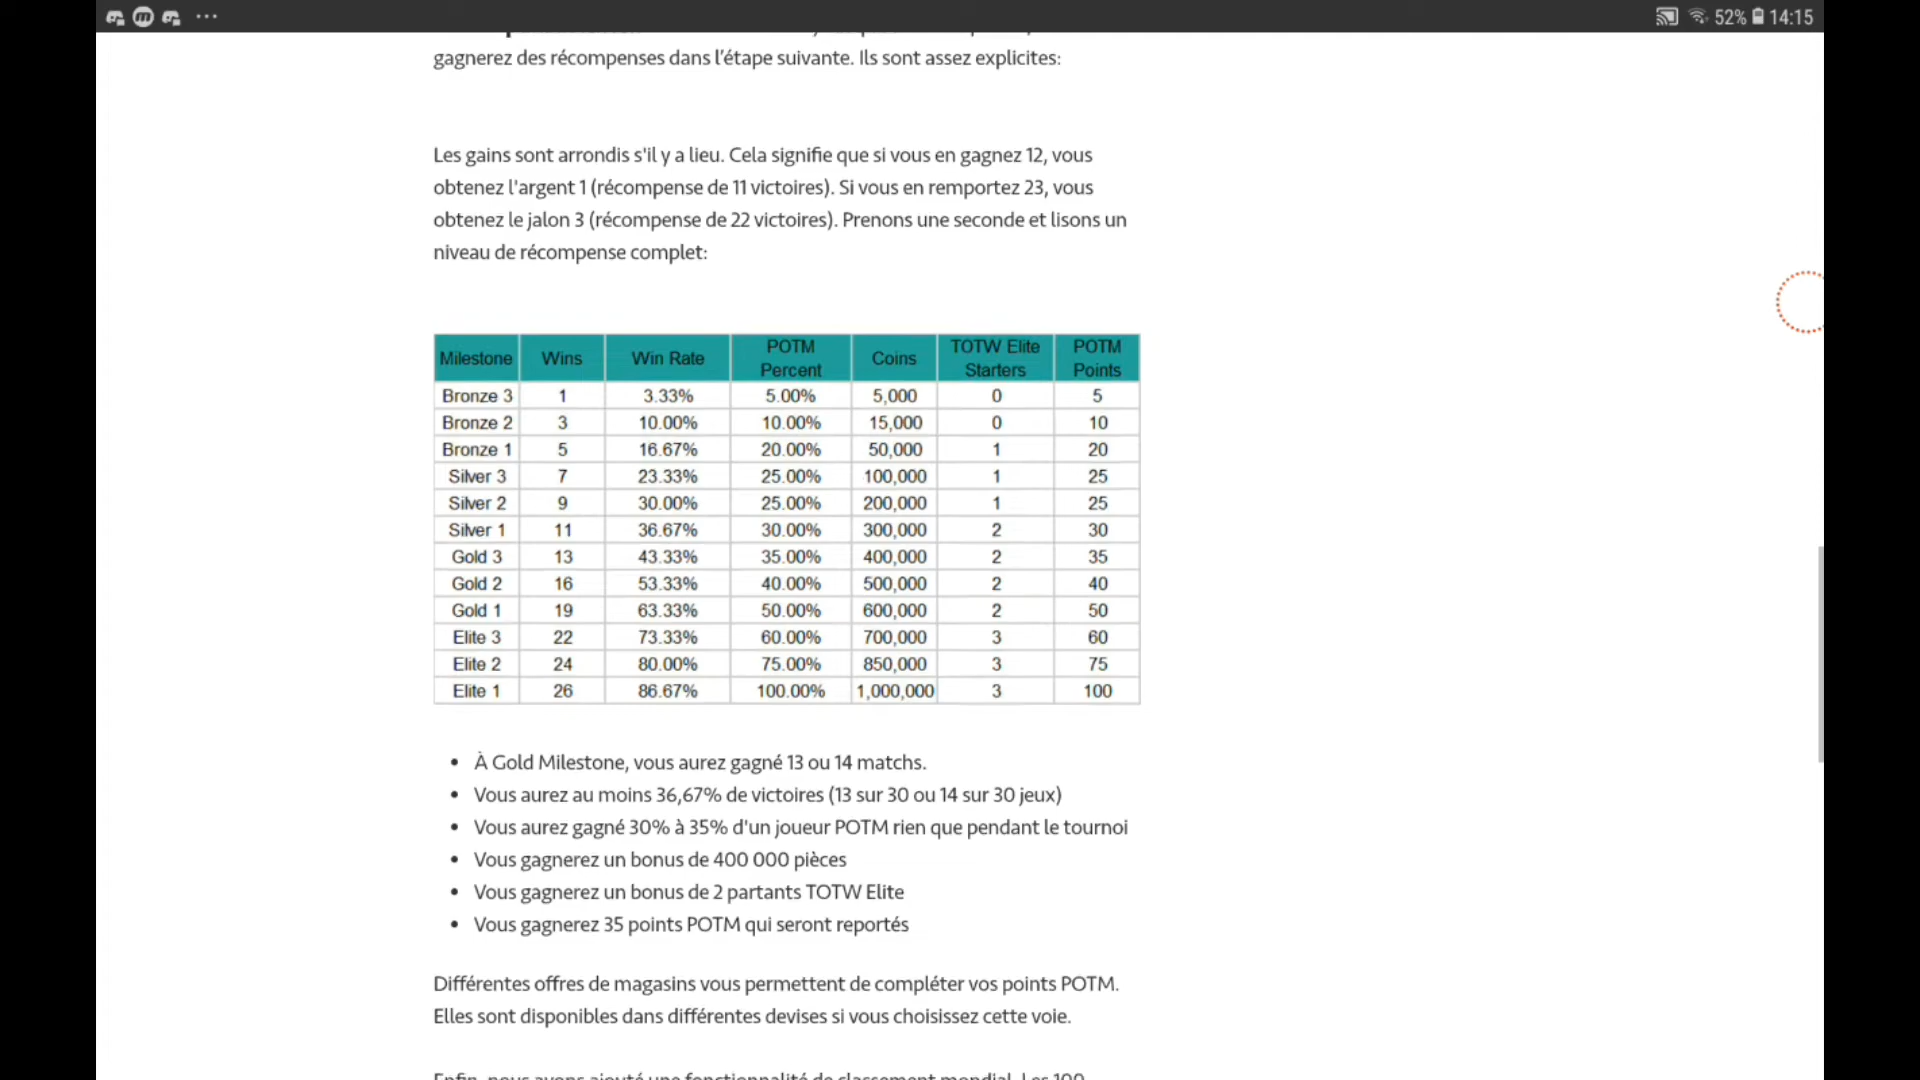 52% 14:15
gagnerez des récompenses dans l'étape suivante. Ils sont assez explicites:
Les gains sont arrondis s'il y a lieu. Cela signifie que si vous en gagnez 12, vous
obtenez l'argent 1 (récompense de 11 victoires). Si vous en remportez 23, vous
obtenez le jalon 3 (récompense de 22 victoires). Prenons une seconde et lisons un
niveau de récompense complet:
Milestone Wins Win Rate POTM Percent Coins TOTW Elite Starters POTM Points
Bronze 3 1 3.33% 5.00% 5,000 0 5
Bronze 2 3 10.00% 10.00% 15,000 0 10
Bronze 1 5 16.67% 20.00% 50,000 1 20
Silver 3 7 23.33% 25.00% 100,000 1 25
Silver 2 9 30.00% 25.00% 200,000 1 25
Silver 1 11 36.67% 30.00% 300,000 2 30
Gold 3 13 43.33% 35.00% 400,000 2 35
Gold 2 16 53.33% 40.00% 500,000 2 40
Gold 1 19 63.33% 50.00% 600,000 2 50
Elite 3 22 73.33% 60.00% 700,000 3 60
Elite 2 24 80.00% 75.00% 850,000 3 75
Elite 1 26 86.67% 100.00% 1,000,000 3 100
• À Gold Milestone, vous aurez gagné 13 ou 14 matchs.
• Vous aurez au moins 36,67% de victoires (13 sur 30 ou 14 sur 30 jeux)
• Vous aurez gagné 30% à 35% d'un joueur POTM rien que pendant le tournoi
• Vous gagnerez un bonus de 400 000 pièces
• Vous gagnerez un bonus de 2 partants TOTW Elite
• Vous gagnerez 35 points POTM qui seront reportés
Différentes offres de magasins vous permettent de compléter vos points POTM.
Elles sont disponibles dans différentes devises si vous choisissez cette voie.
Enfin, nous avons ajouté une fonctionnalité de classement mondial. Les 100